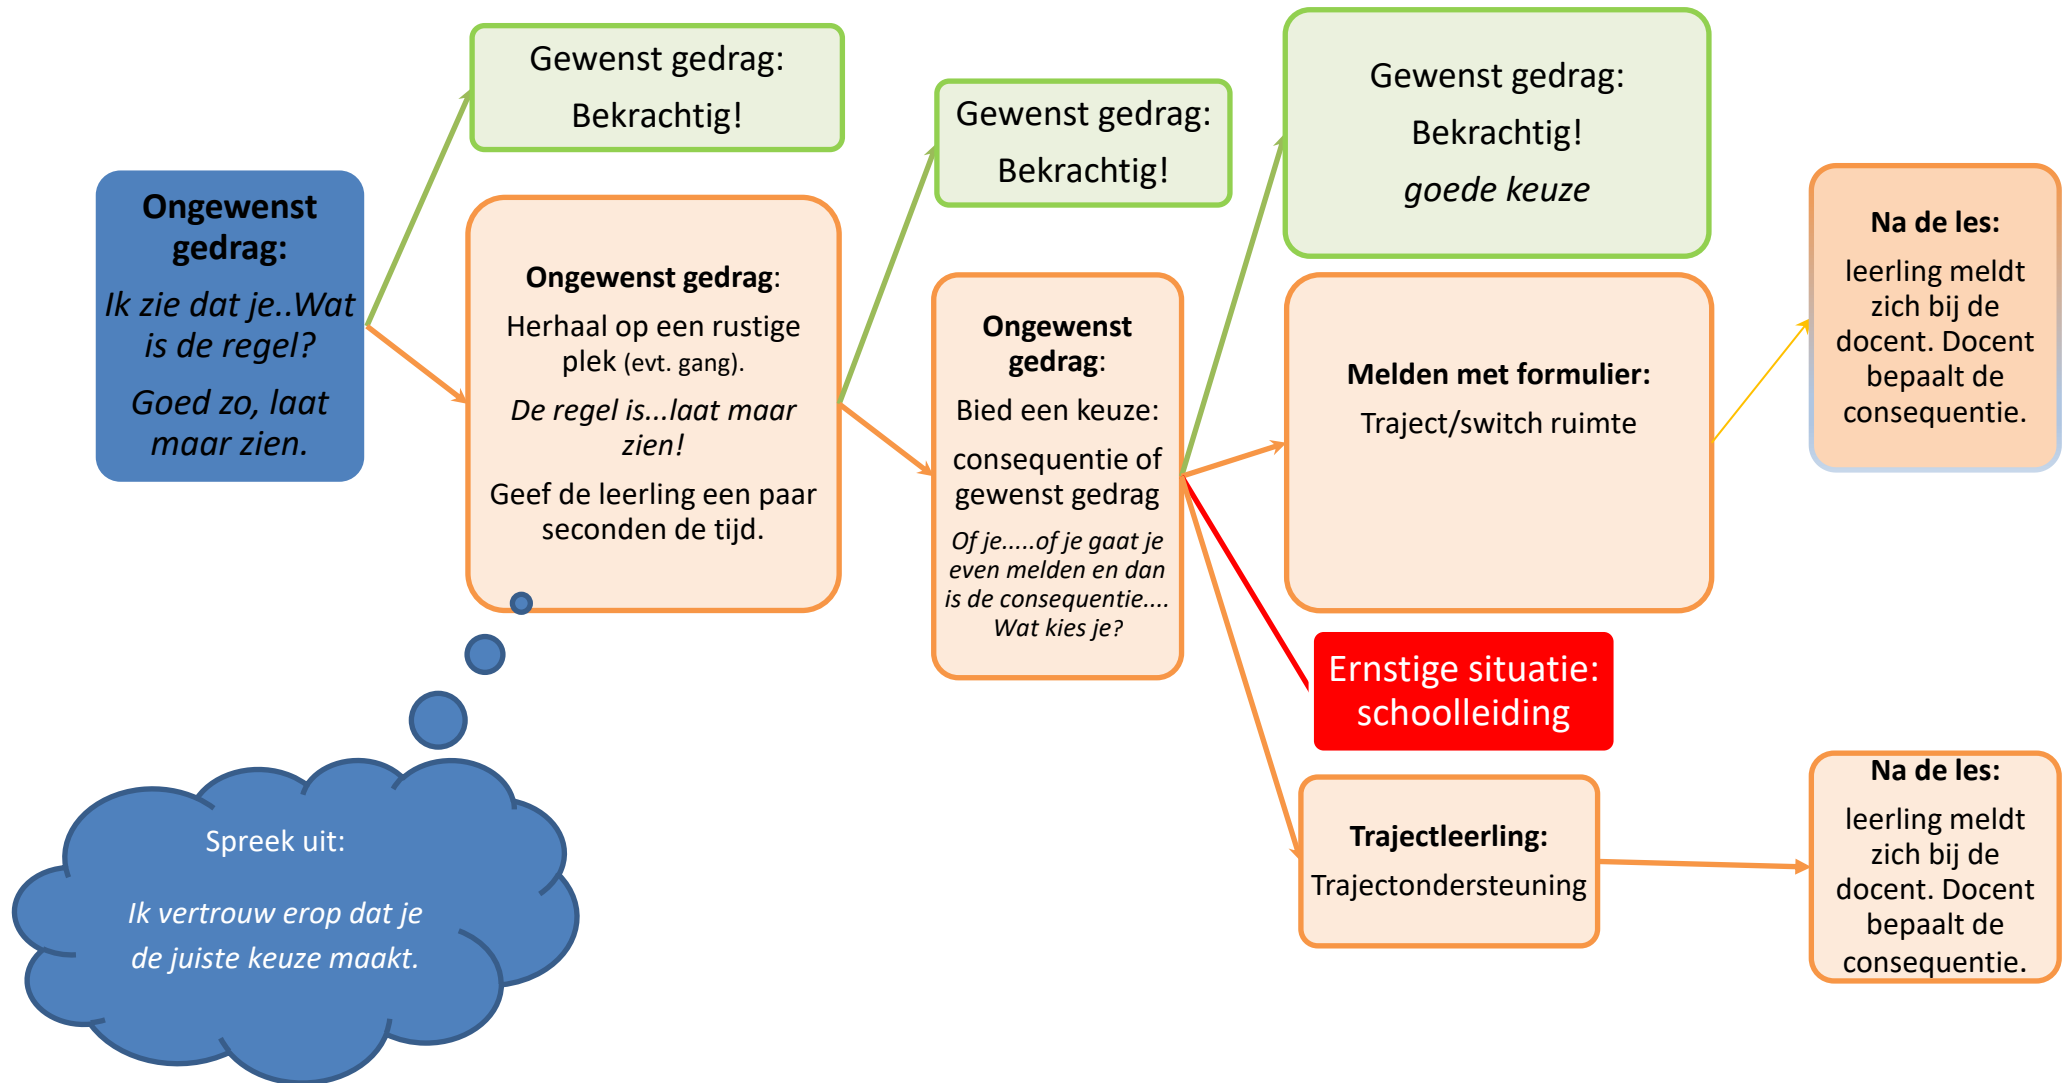 Ongewenst
gedrag:
Ik zie dat je..Wat
is de regel?
Goed zo, laat
maar zien.
Gewenst gedrag:
Bekrachtig!
Ongewenst gedrag:
Herhaal op een rustige
plek (evt. gang).
De regel is...laat maar
zien!
Geef de leerling een paar
seconden de tijd.
Spreek uit:
Ik vertrouw erop dat je
de juiste keuze maakt.
Gewenst gedrag:
Bekrachtig!
Ongewenst
gedrag:
Bied een keuze:
consequentie of
gewenst gedrag
Of je.....of je gaat je
even melden en dan
is de consequentie....
Wat kies je?
Gewenst gedrag:
Bekrachtig!
goede keuze
Melden met formulier:
Traject/switch ruimte
Ernstige situatie:
schoolleiding
Trajectleerling:
Trajectondersteuning
Na de les:
leerling meldt
zich bij de
docent. Docent
bepaalt de
consequentie.
Na de les:
leerling meldt
zich bij de
docent. Docent
bepaalt de
consequentie.